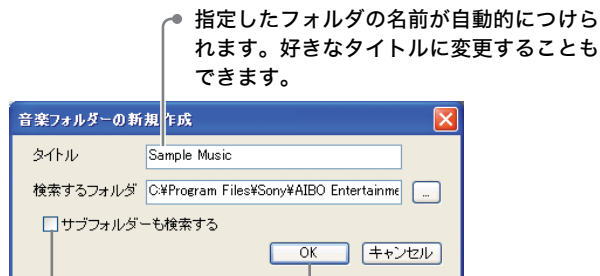 指定したフォルダの名前が自動的につけら
れます。好きなタイトルに変更することも
できます。
音楽フォルダーの新規作成
タイトル Sample Music
検索するフォルダ C:¥Program Files¥Sony¥AIBO Entertainme ...
サブフォルダーも検索する
OK キャンセル